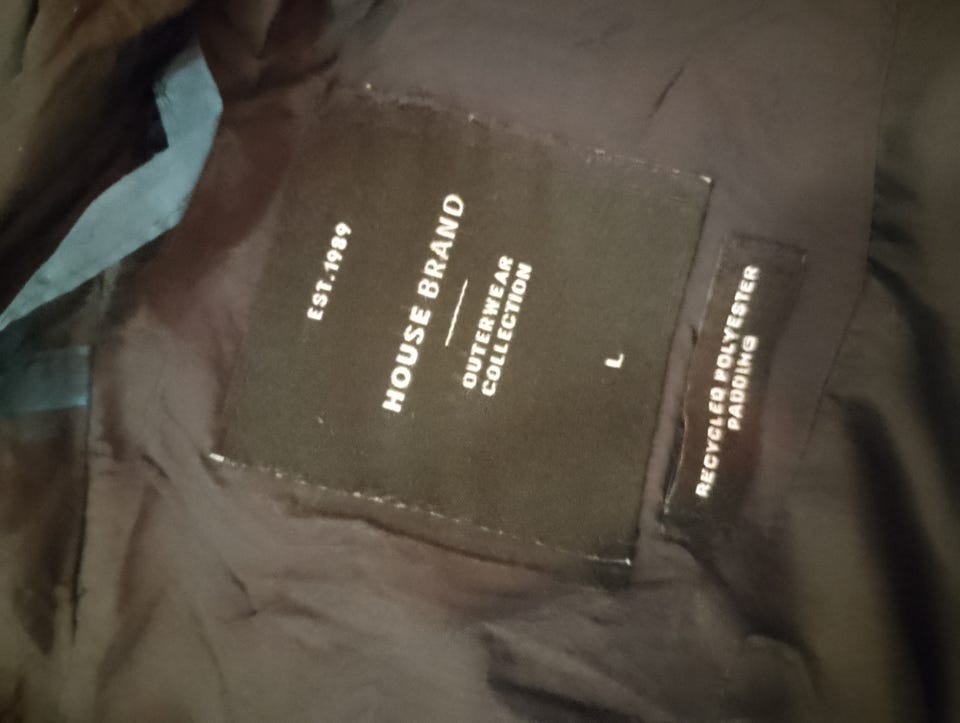 EST.1989
HOUSE BRAND
OUTERWEAR
COLLECTION
L
RECYCLED POLYESTER
PADDING